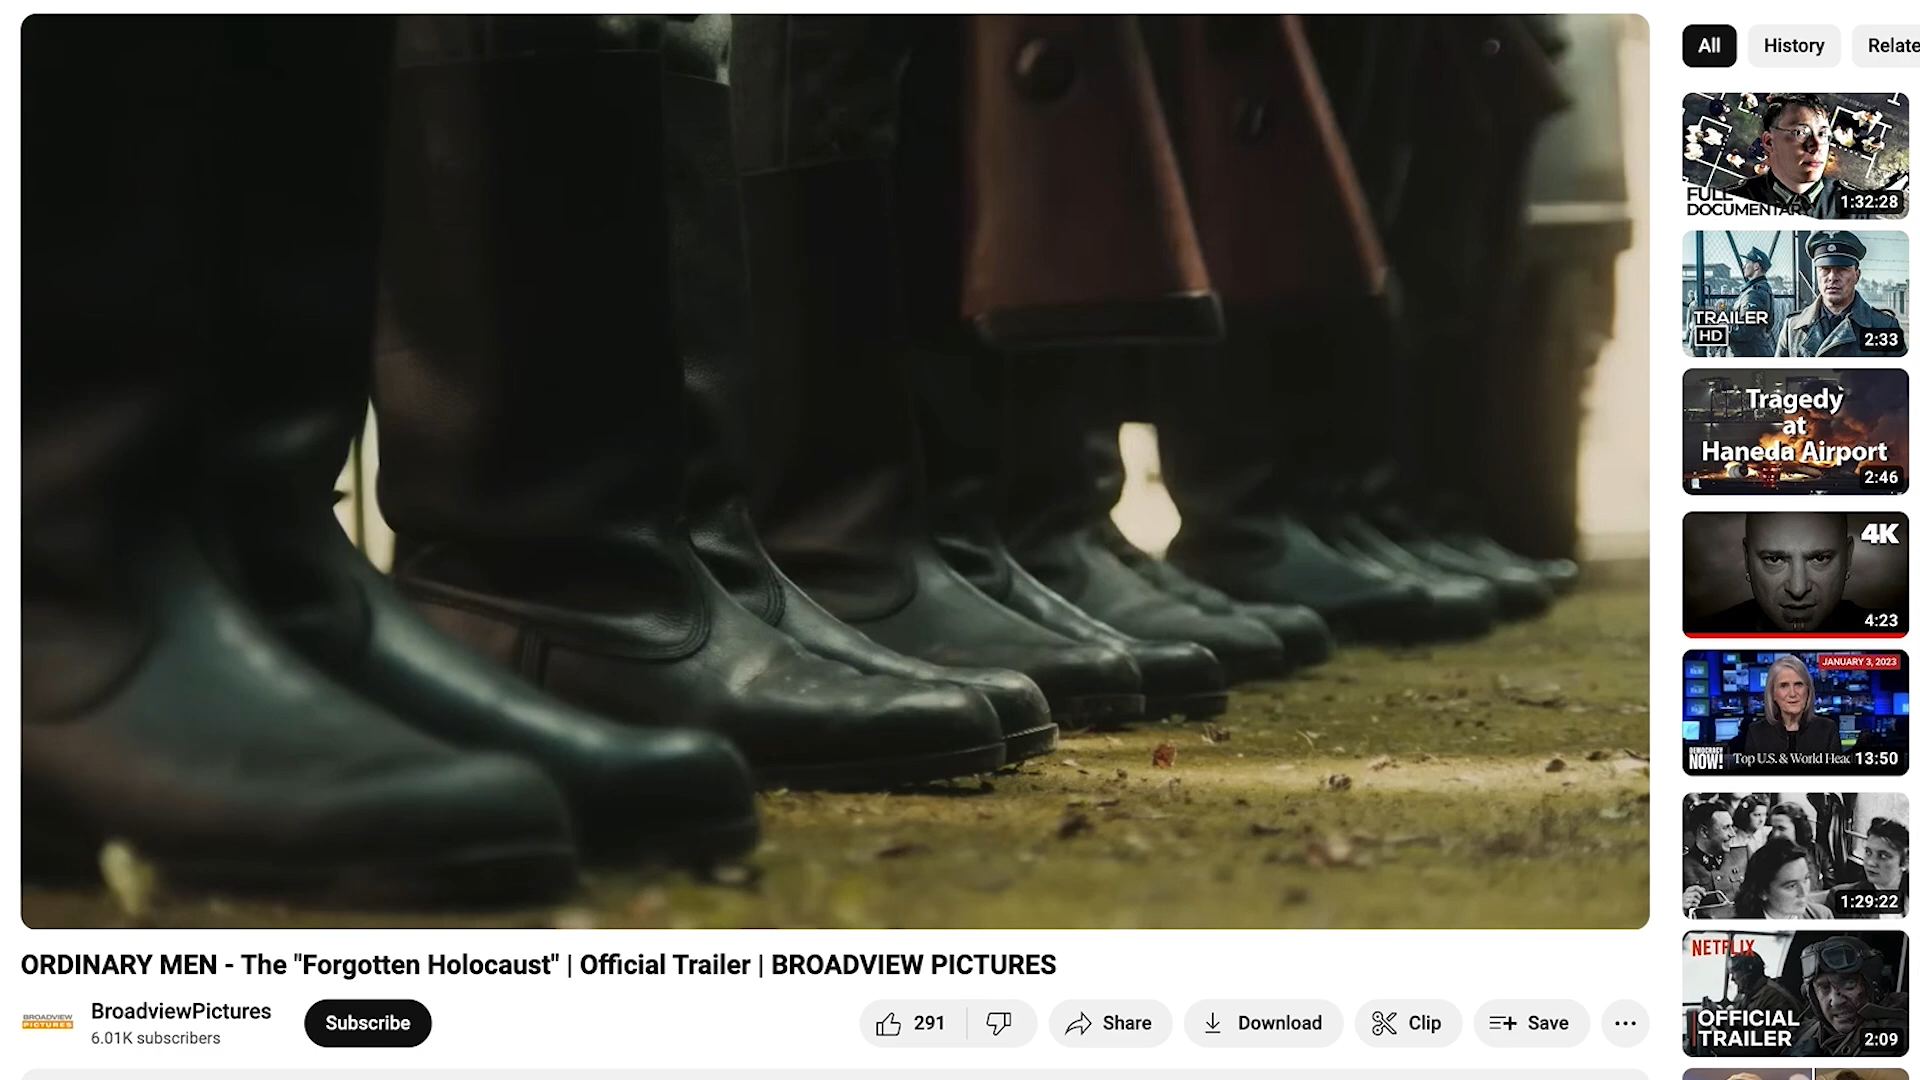 All
History
Relate
FULL
DOCUMENTARY
1:32:28
TRAILER
HD
2:33
Tragedy
at
Haneda Airport
2:46
4K
4:23
JANUARY 3, 2023
DEMOCRACY
NOW!
Top U.S. & World Head
13:50
1:29:22
NETFLIX
OFFICIAL
TRAILER
2:09
ORDINARY MEN - The "Forgotten Holocaust" | Official Trailer | BROADVIEW PICTURES
BROADVIEW
PICTURES
BroadviewPictures
6.01K subscribers
Subscribe
291
Share
Download
Clip
Save